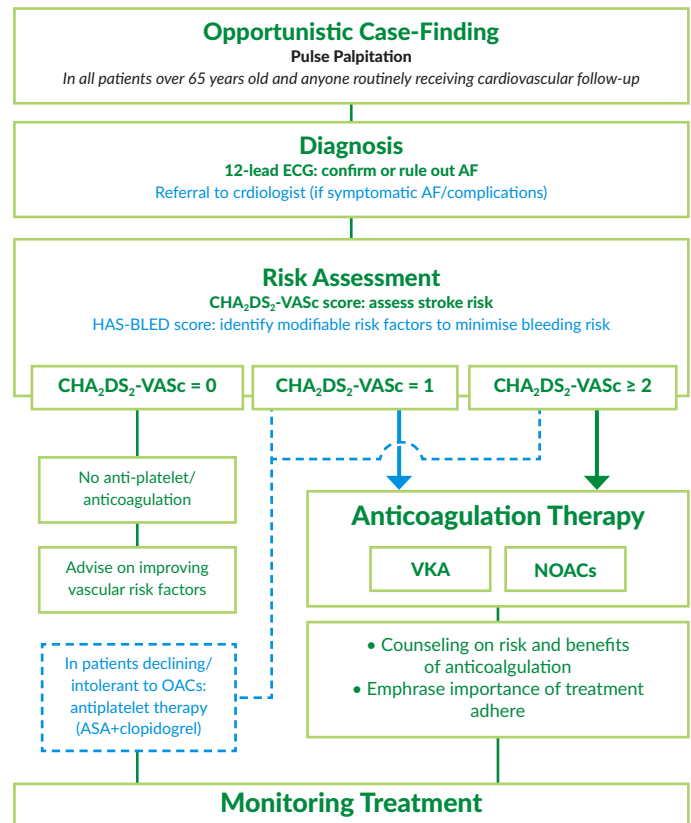 Opportunistic Case-Finding
Pulse Palpitation
In all patients over 65 years old and anyone routinely receiving cardiovascular follow-up
Diagnosis
12-lead ECG: confirm or rule out AF
Referral to crdiologist (if symptomatic AF/complications)
Risk Assessment
CHA₂DS₂-VASc score: assess stroke risk
HAS-BLED score: identify modifiable risk factors to minimise bleeding risk
CHA₂DS₂-VASc = 0
CHA₂DS₂-VASc = 1
CHA₂DS₂-VASc ≥ 2
No anti-platelet/
anticoagulation
Advise on improving
vascular risk factors
In patients declining/
intolerant to OACs:
antiplatelet therapy
(ASA+clopidogrel)
Anticoagulation Therapy
VKA
NOACs
• Counseling on risk and benefits
of anticoalgulation
• Emphrase importance of treatment
adhere
Monitoring Treatment